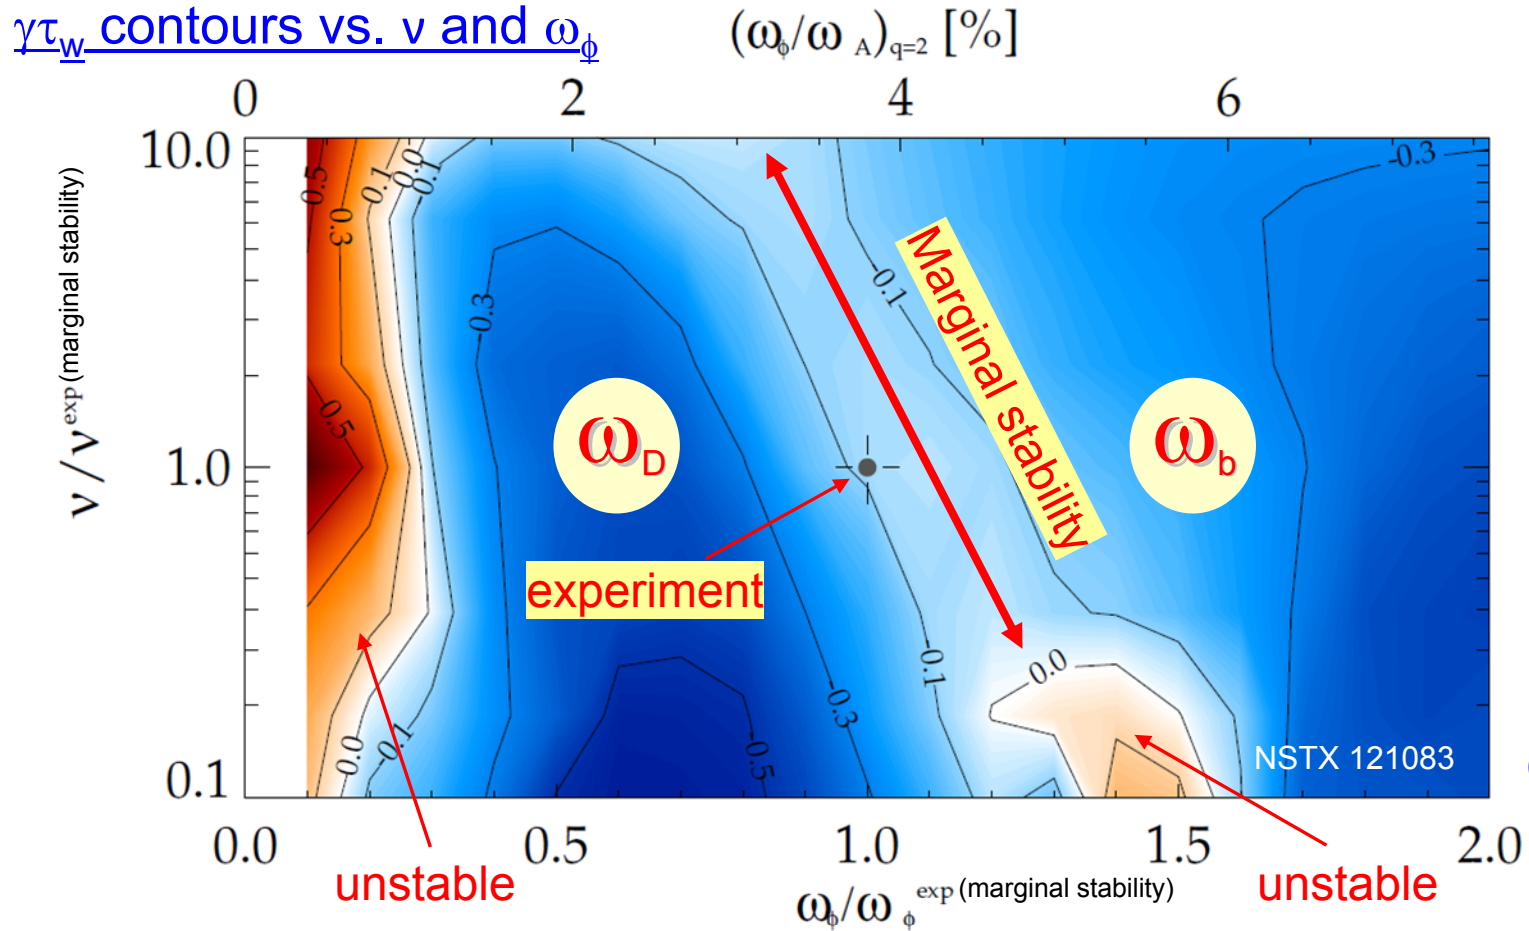 γτw contours vs. ν and ωϕ
(ωϕ/ω A)q=2 [%]
0 2 4 6
10.0
1.0
0.1
ν/νexp (marginal stability)
0.5
0.3
0.1
0.0
-0.1
-0.3
-0.1
-0.3
0.5
Marginal stability
ωD
ωb
experiment
0.0
-0.1
-0.3
-0.5
0.0
-0.1
NSTX 121083
0.0 0.5 1.0 1.5 2.0
unstable
unstable
ωϕ/ω ϕexp (marginal stability)